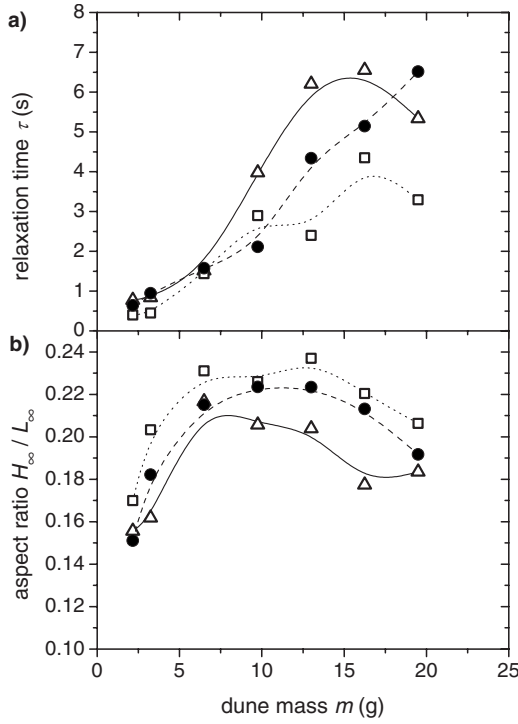 a)
8
7
6
5
4
3
2
1
0
relaxation time τ (s)
b)
0.24
0.22
0.20
0.18
0.16
0.14
0.12
0.10
aspect ratio H∞ / L∞
0 5 10 15 20 25
dune mass m (g)